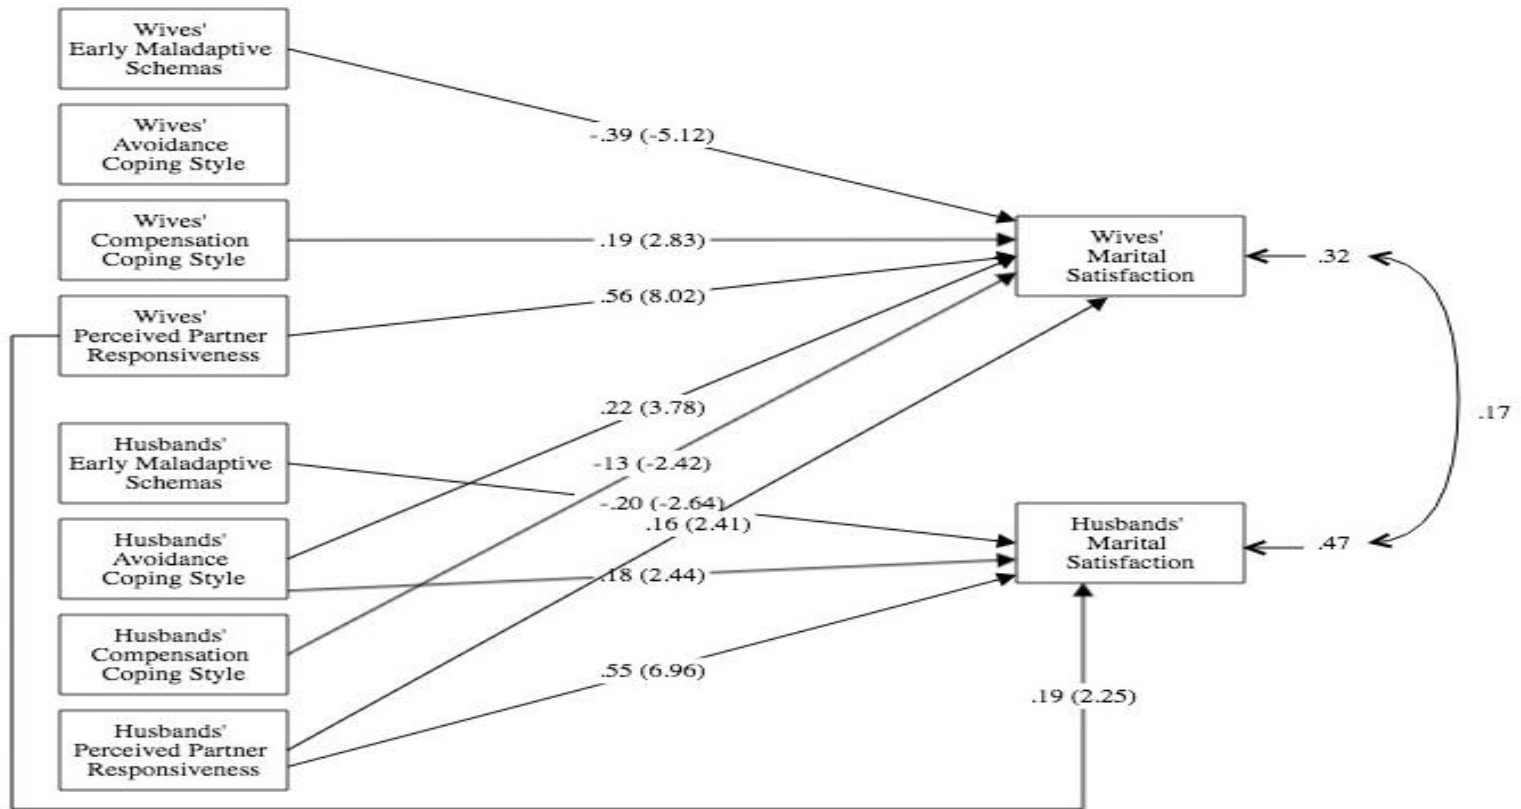 Wives'
Early Maladaptive
Schemas
Wives'
Avoidance
Coping Style
Wives'
Compensation
Coping Style
Wives'
Perceived Partner
Responsiveness
Husbands'
Early Maladaptive
Schemas
Husbands'
Avoidance
Coping Style
Husbands'
Compensation
Coping Style
Husbands'
Perceived Partner
Responsiveness
-.39 (-5.12)
.19 (2.83)
.56 (8.02)
.22 (3.78)
-13 (-2.42)
-.20 (-2.64)
.16 (2.41)
.18 (2.44)
.55 (6.96)
.19 (2.25)
Wives'
Marital
Satisfaction
.32
Husbands'
Marital
Satisfaction
.47
.17